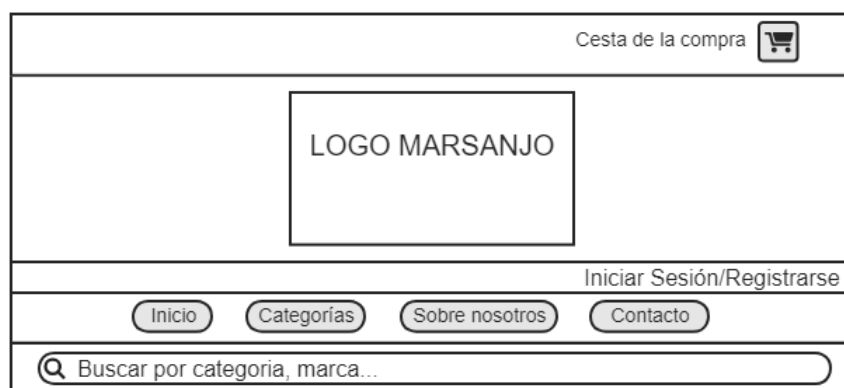 Cesta de la compra
LOGO MARSANJO
Iniciar Sesión/Registrarse
Inicio Categorías Sobre nosotros Contacto
Buscar por categoria, marca...